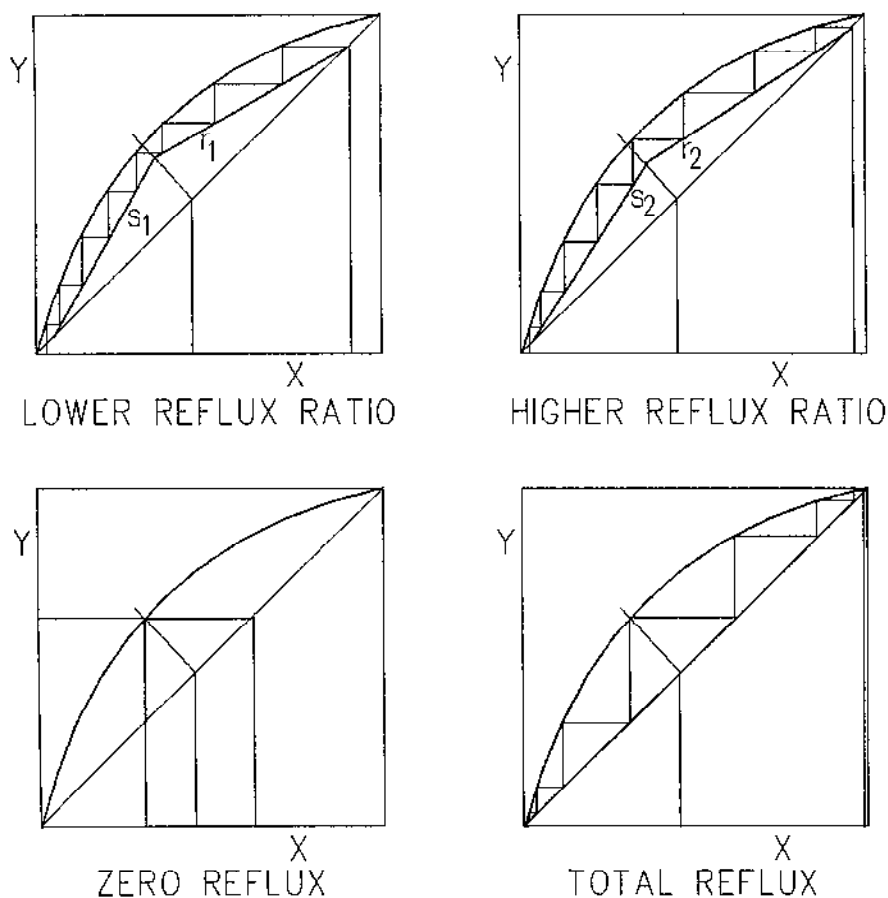 Y
r1
s1
X
LOWER REFLUX RATIO
Y
r2
s2
X
HIGHER REFLUX RATIO
Y
X
ZERO REFLUX
Y
X
TOTAL REFLUX